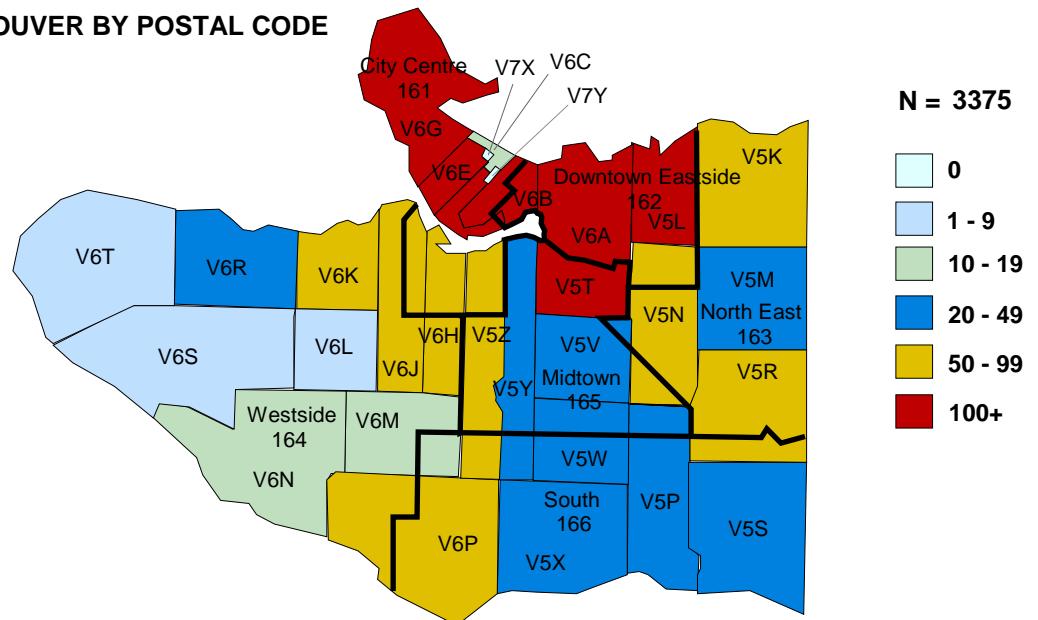 OUVER BY POSTAL CODE
City Centre
161
V7X
V6C
V7Y
V6G
V6E
V6B
Downtown Eastside
162
V5K
V6A
V5L
V6T
V6R
V6K
V5T
V5M
North East
163
V6S
V6L
V6J
V6H
V5Z
V5Y
V5V
Midtown
165
V5N
V5R
Westside
164
V6M
V6N
V5W
South
166
V5P
V5S
V6P
V5X
N = 3375
0
1 - 9
10 - 19
20 - 49
50 - 99
100+